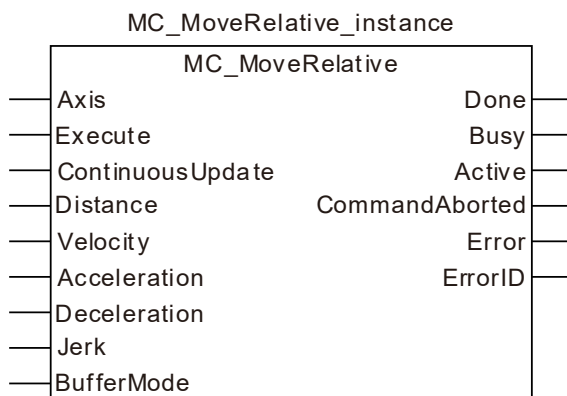 MC_MoveRelative_instance
MC_MoveRelative
Axis Done
Execute Busy
ContinuousUpdate Active
Distance CommandAborted
Velocity Error
Acceleration ErrorID
Deceleration
Jerk
BufferMode